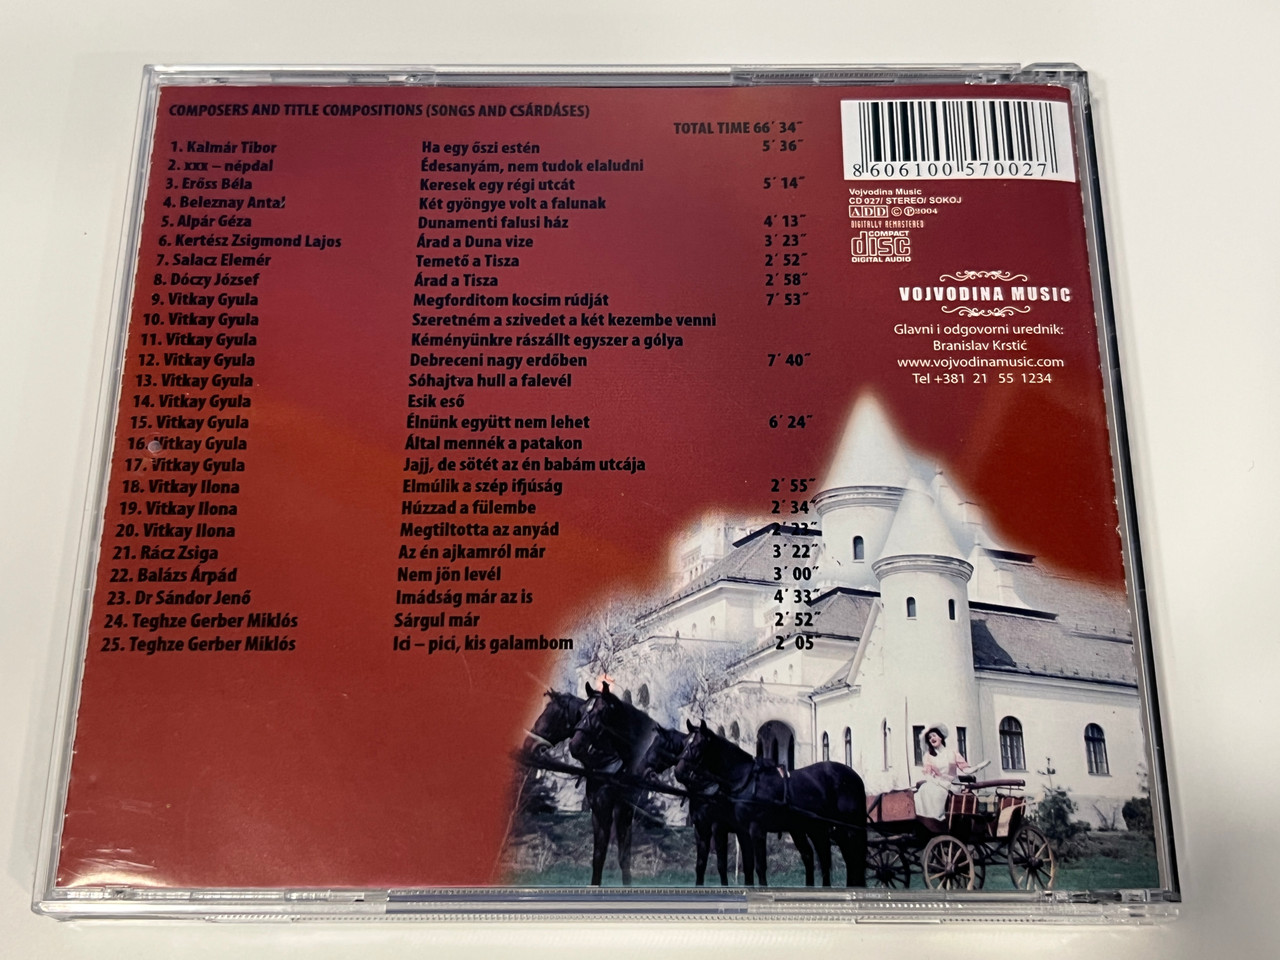 COMPOSERS AND TITLE COMPOSITIONS (SONGS AND CSÁRDÁSES)
TOTAL TIME 66´ 34˝
1. Kalmár Tibor Ha egy őszi estén 5´ 36˝
2. xxx – népdal Édesanyám, nem tudok elaludni
3. Erőss Béla Keresek egy régi utcát 5´ 14˝
4. Beleznay Antal Két gyöngye volt a falunak
5. Alpár Géza Dunamenti falusi ház 4´ 13˝
6. Kertész Zsigmond Lajos Árad a Duna vize 3´ 23˝
7. Salacz Elemér Temető a Tisza 2´ 52˝
8. Dóczy József Árad a Tisza 2´ 58˝
9. Vitkay Gyula Megforditom kocsim rúdját 7´ 53˝
10. Vitkay Gyula Szeretném a szivedet a két kezembe venni
11. Vitkay Gyula Kéményünkre rászállt egyszer a gólya
12. Vitkay Gyula Debreceni nagy erdőben 7´ 40˝
13. Vitkay Gyula Sóhajtva hull a falevél
14. Vitkay Gyula Esik eső
15. Vitkay Gyula Élnünk együtt nem lehet 6´ 24˝
16. Vitkay Gyula Által mennék a patakon
17. Vitkay Gyula Jajj, de sötét az én babám utcája
18. Vitkay Ilona Elmúlik a szép ifjúság 2´ 55˝
19. Vitkay Ilona Húzzad a fülembe 2´ 34˝
20. Vitkay Ilona Megtiltotta az anyád
21. Rácz Zsiga Az én ajkamról már 3´ 22˝
22. Balázs Árpád Nem jön levél 3´ 00˝
23. Dr Sándor Jenő Imádság már az is 4´ 33˝
24. Teghze Gerber Miklós Sárgul már 2´ 52˝
25. Teghze Gerber Miklós Ici – pici, kis galambom 2´ 05˝
8 606100 570027
Vojvodina Music
CD 027/ STEREO/ SOKOJ
ADD © ℗ 2004
DIGITALLY REMASTERED
COMPACT
disc
DIGITAL AUDIO
VOJVODINA MUSIC
Glavni i odgovorni urednik:
Branislav Krstić
www.vojvodinamusic.com
Tel +381 21 55 1234